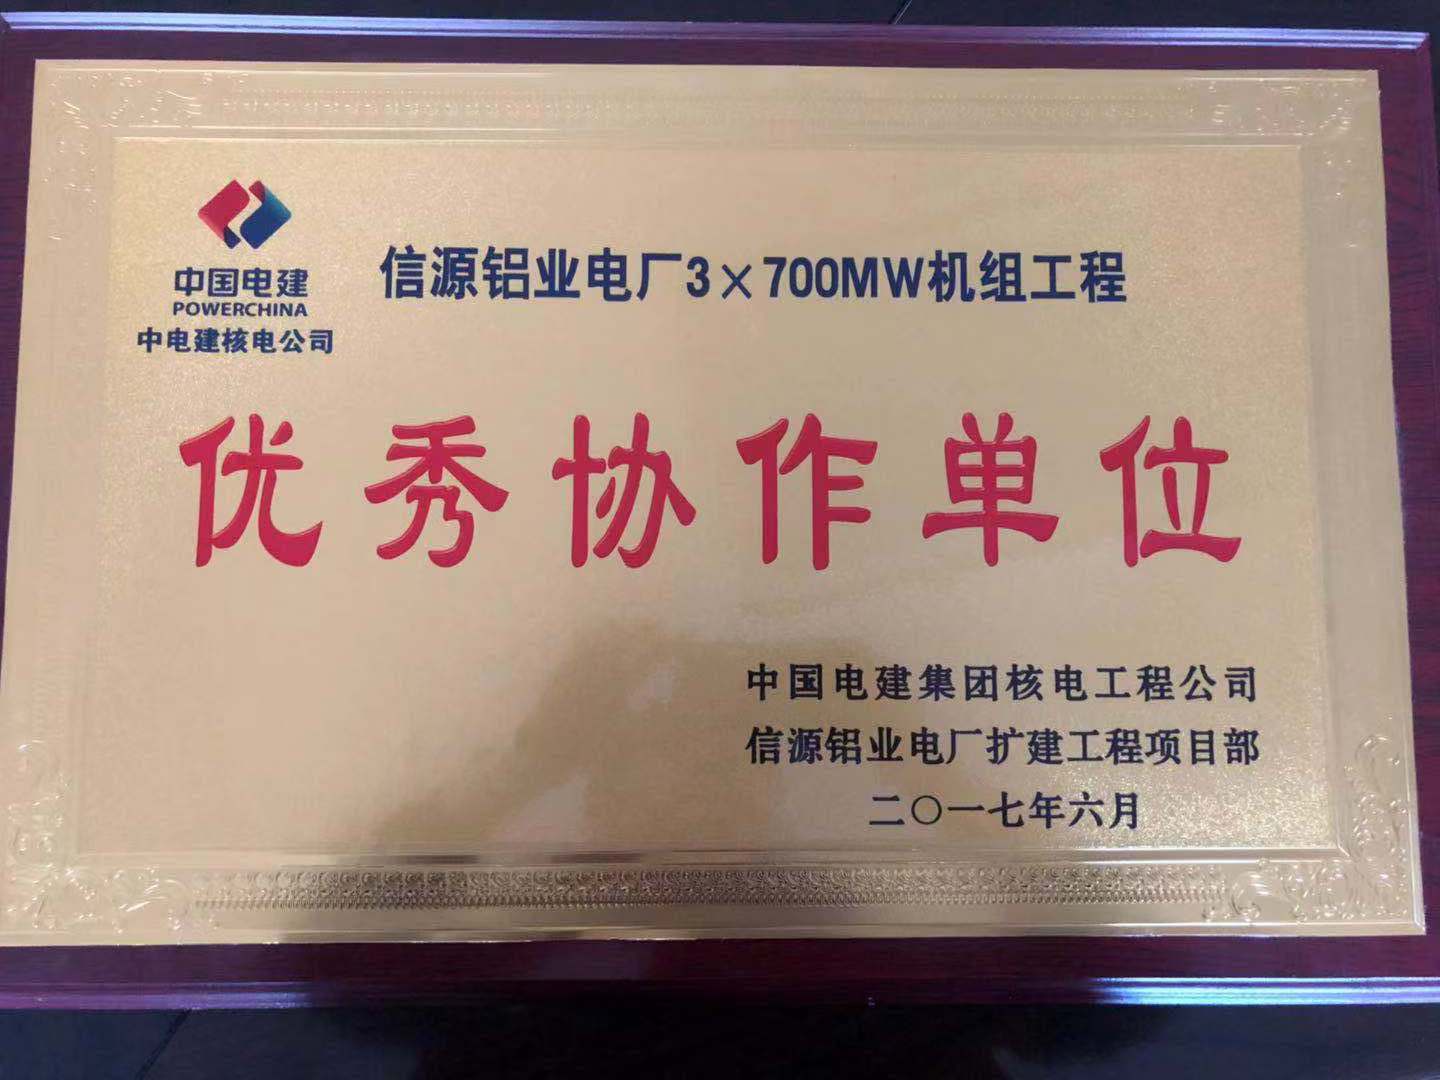 中国电建
POWERCHINA
中电建核电公司
信源铝业电厂3×700MW机组工程
优秀协作单位
中国电建集团核电工程公司
信源铝业电厂扩建工程项目部
二〇一七年六月